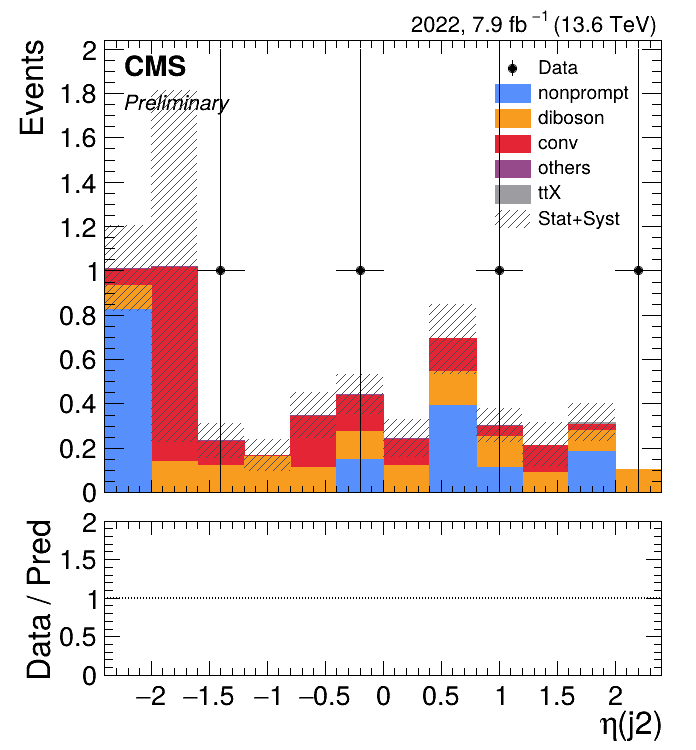 2022, 7.9 fb⁻¹ (13.6 TeV)
CMS
Preliminary
Events
2
1.8
1.6
1.4
1.2
1
0.8
0.6
0.4
0.2
0
Data
nonprompt
diboson
conv
others
ttX
Stat+Syst
Data / Pred
2
1.5
1
0.5
0
−2 −1.5 −1 −0.5 0 0.5 1 1.5 2
η(j2)